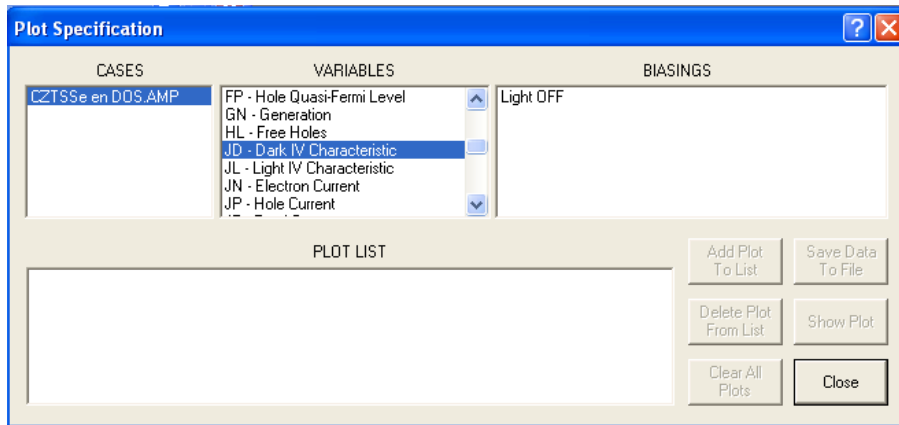 Plot Specification
CASES
VARIABLES
BIASINGS
CZTSSe en DOS.AMP
FP - Hole Quasi-Fermi Level
GN - Generation
HL - Free Holes
JD - Dark IV Characteristic
JL - Light IV Characteristic
JN - Electron Current
JP - Hole Current
Light OFF
PLOT LIST
Add Plot
To List
Save Data
To File
Delete Plot
From List
Show Plot
Clear All
Plots
Close